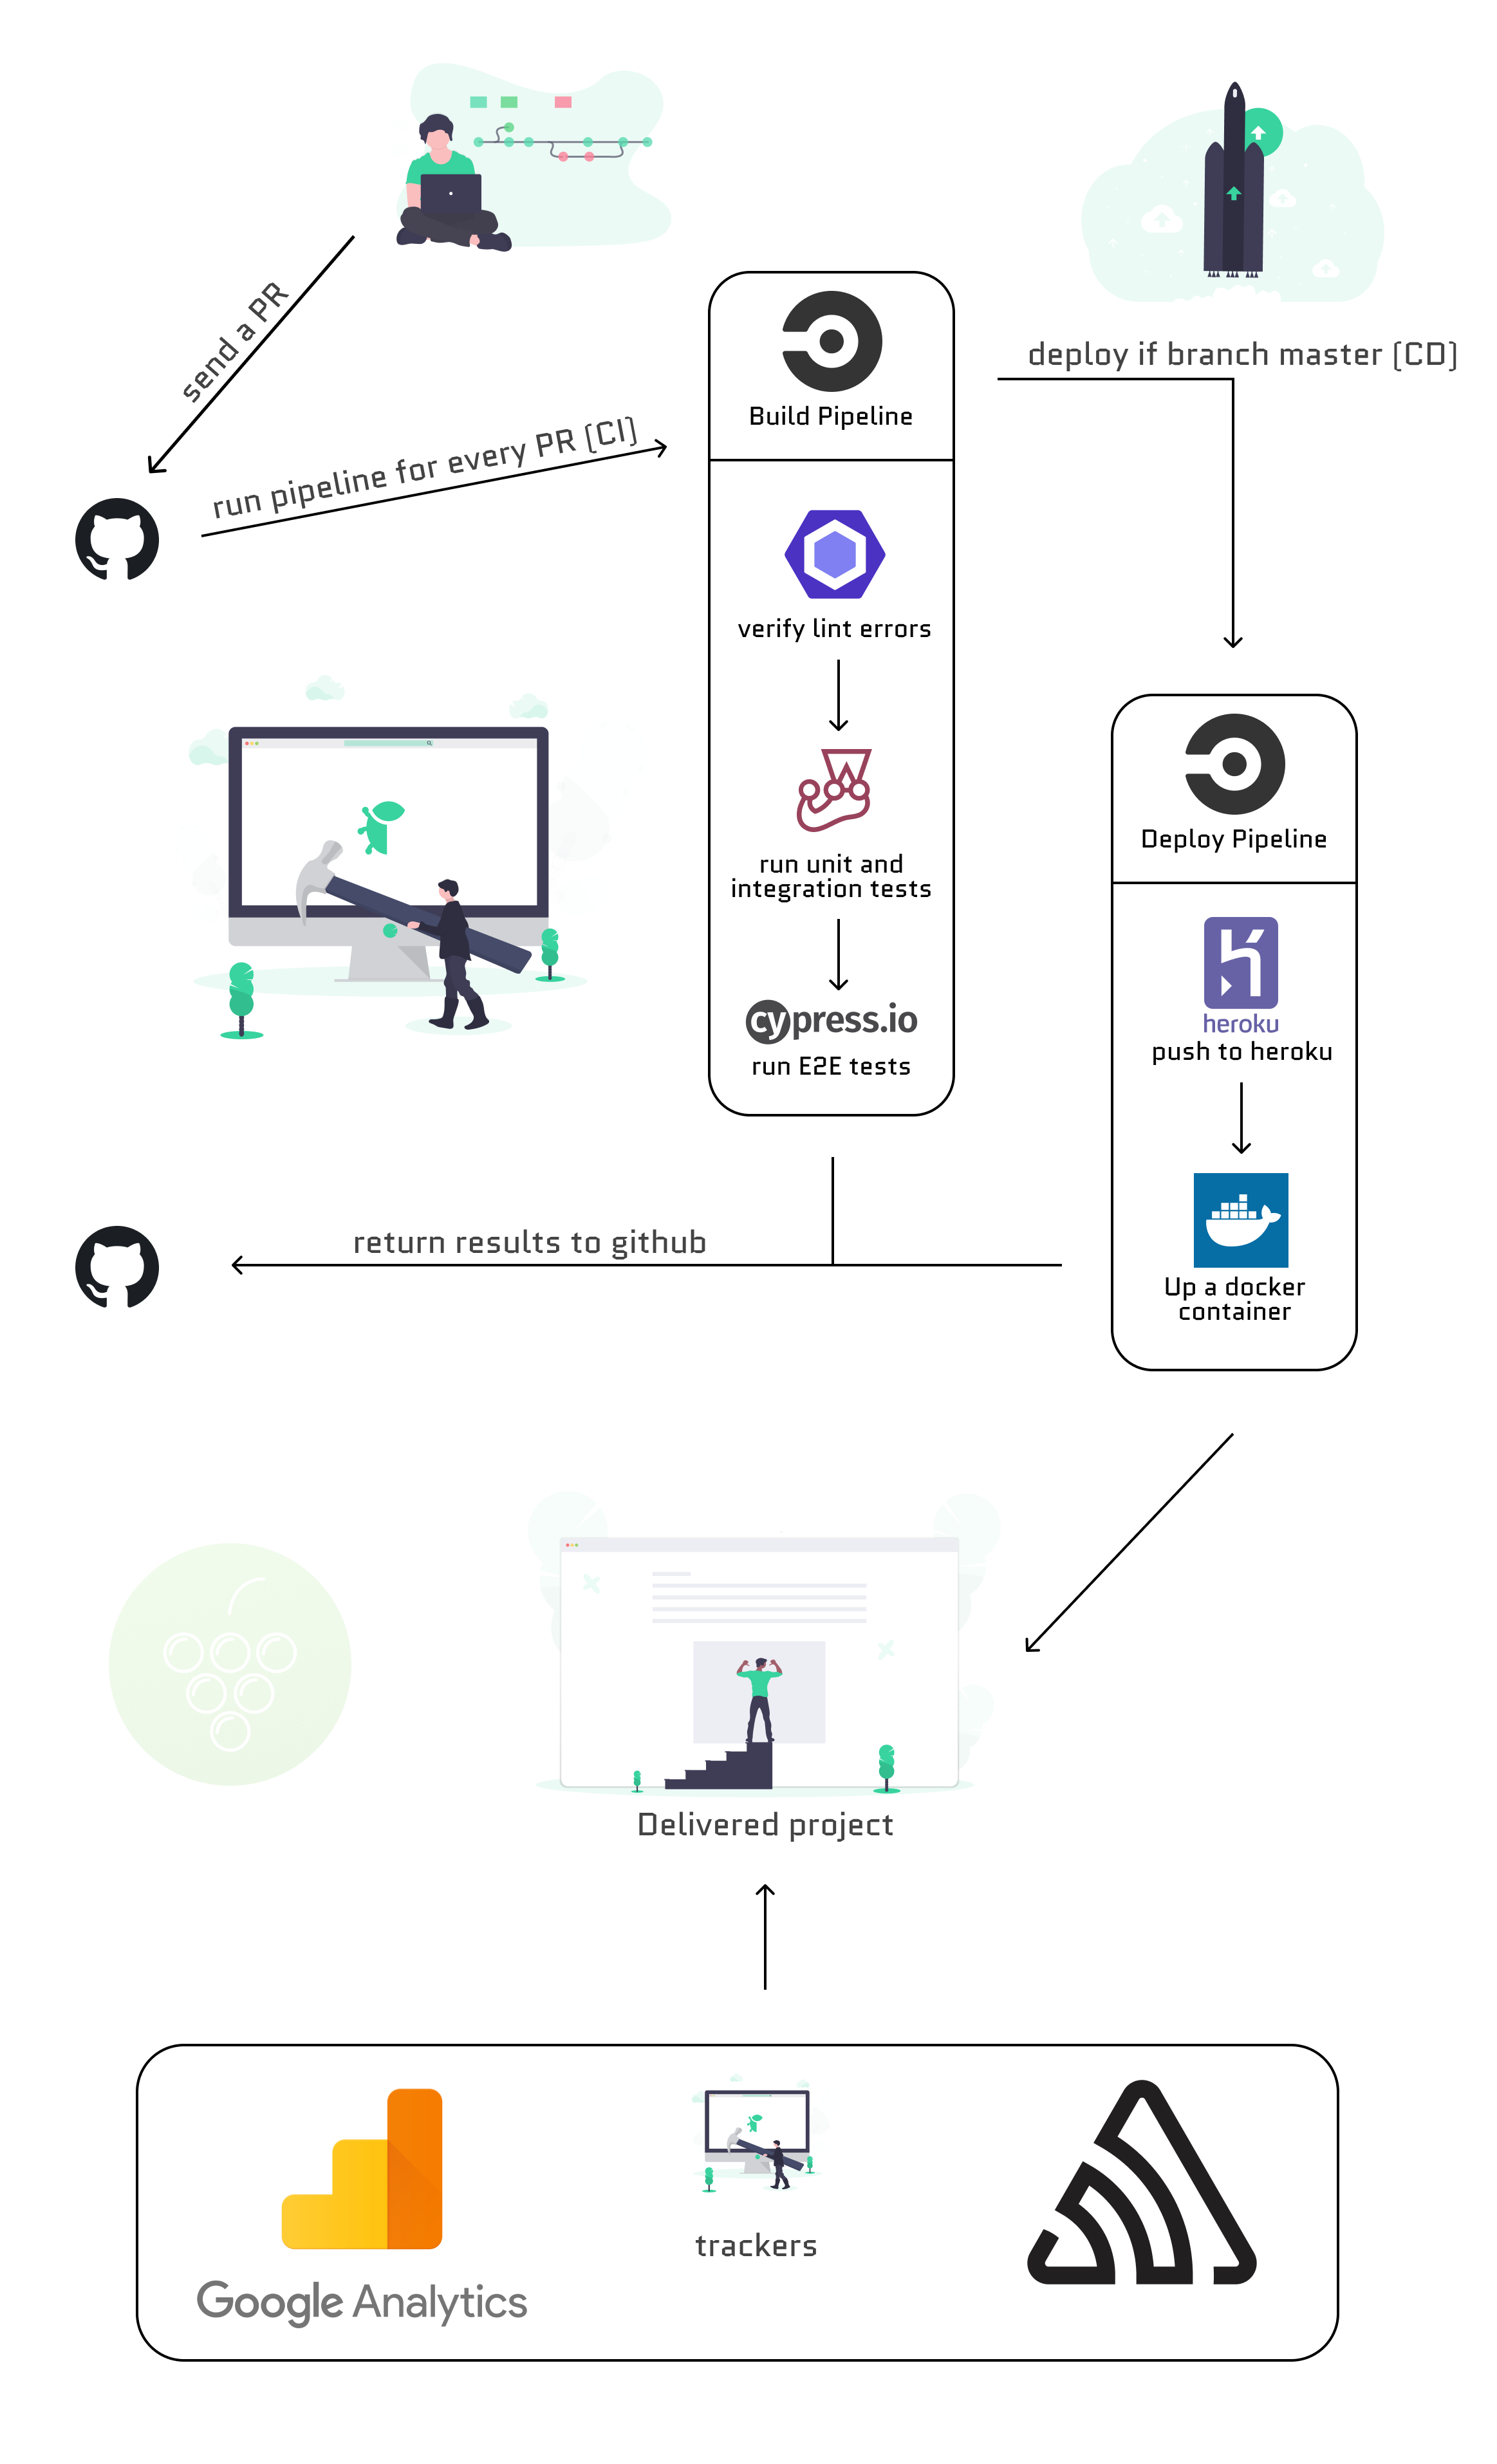 send a PR
run pipeline for every PR (CI)
Build Pipeline
deploy if branch master (CD)
verify lint errors
run unit and
integration tests
cypress.io
run E2E tests
Deploy Pipeline
heroku
push to heroku
Up a docker
container
return results to github
Delivered project
trackers
Google Analytics